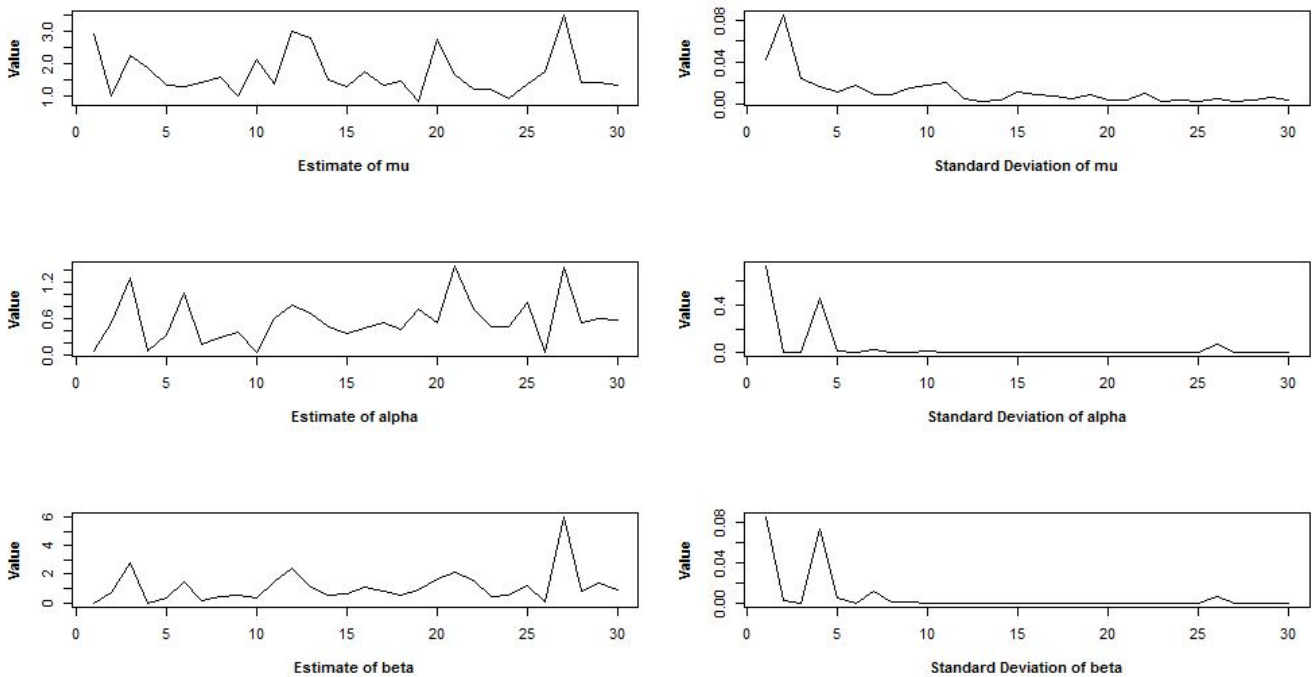 Value
1.0 2.0 3.0
0 5 10 15 20 25 30
Estimate of mu
Value
0.00 0.04 0.08
0 5 10 15 20 25 30
Standard Deviation of mu
Value
0.0 0.6 1.2
0 5 10 15 20 25 30
Estimate of alpha
Value
0.0 0.4
0 5 10 15 20 25 30
Standard Deviation of alpha
Value
0 2 4 6
0 5 10 15 20 25 30
Estimate of beta
Value
0.00 0.04 0.08
0 5 10 15 20 25 30
Standard Deviation of beta